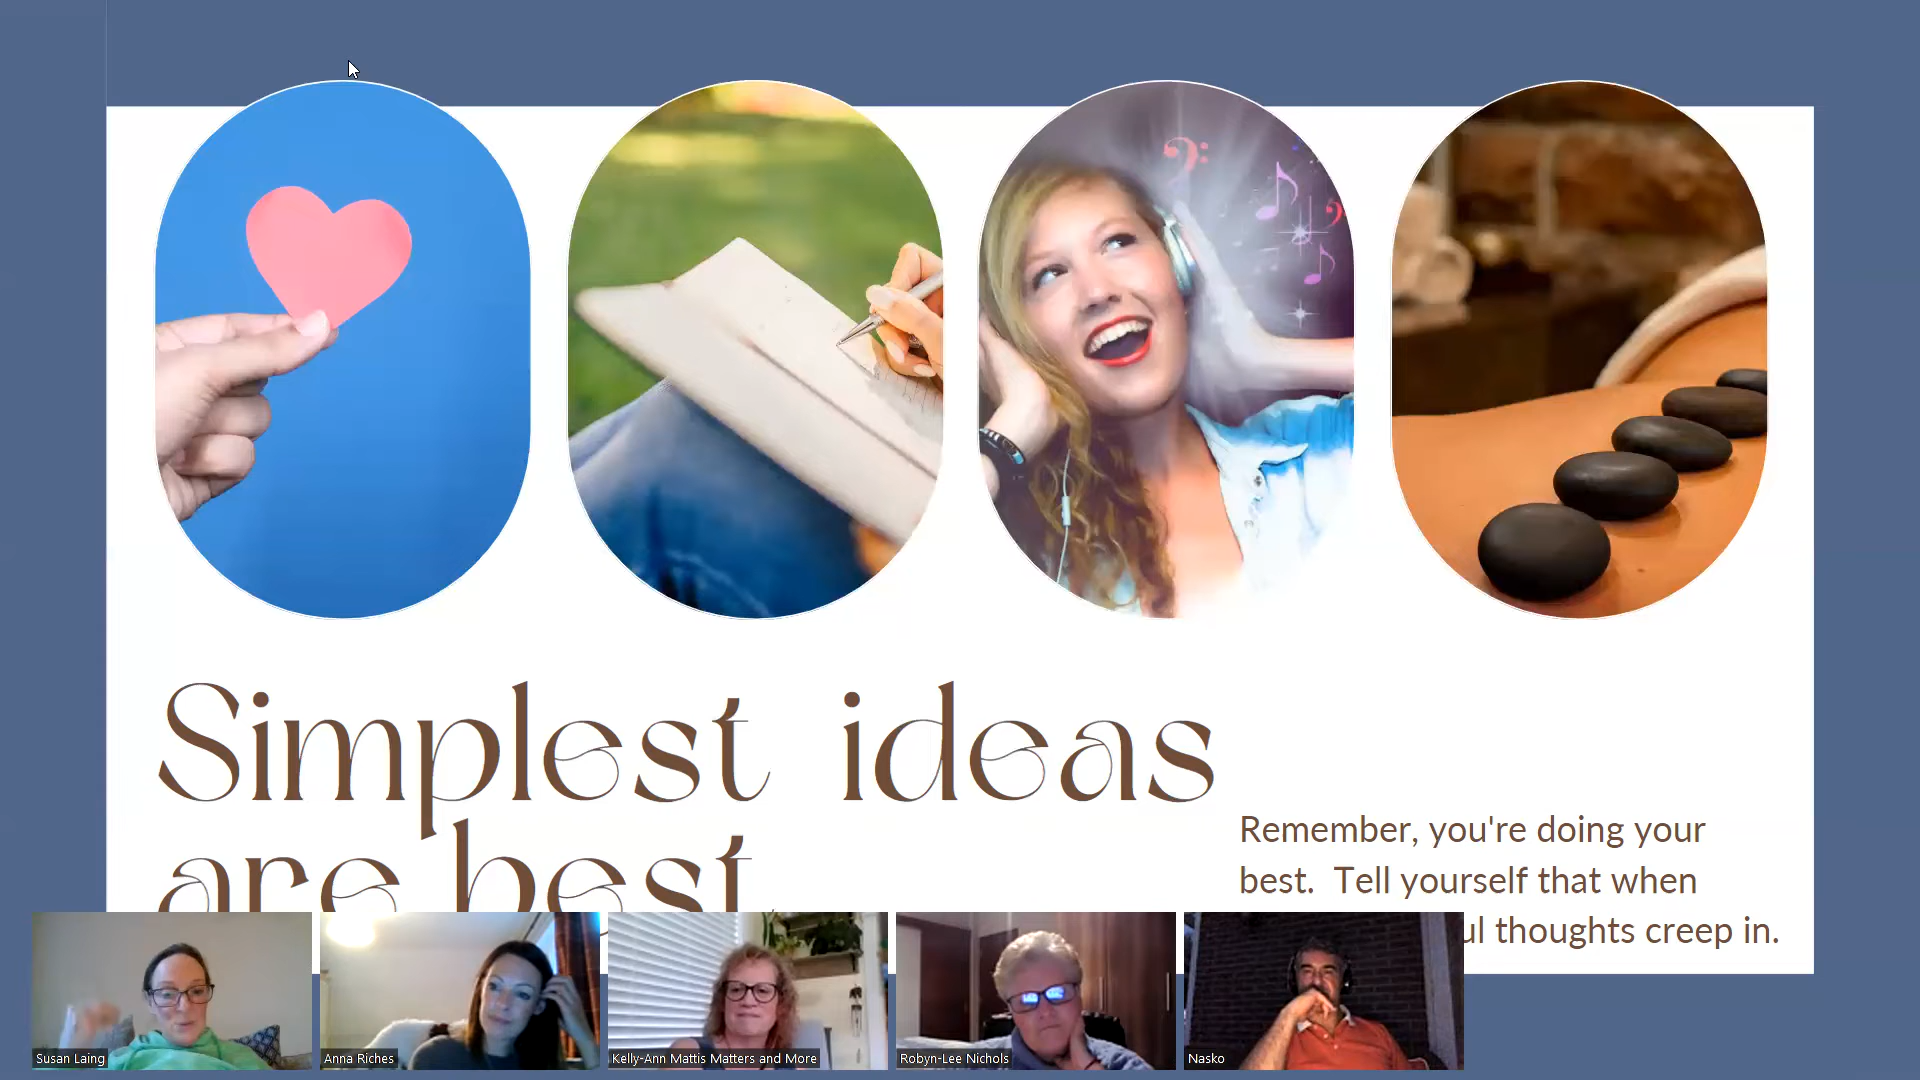 Simplest ideas
are best
Remember, you're doing your
best. Tell yourself that when
thoughts creep in.
Susan Laing
Anna Riches
Kelly-Ann Mattis Matters and More
Robyn-Lee Nichols
Nasko